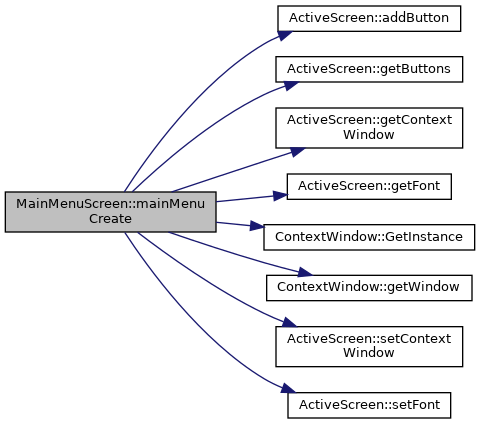 ActiveScreen::addButton
ActiveScreen::getButtons
ActiveScreen::getContext
Window
ActiveScreen::getFont
MainMenuScreen::mainMenu
Create
ContextWindow::GetInstance
ContextWindow::getWindow
ActiveScreen::setContext
Window
ActiveScreen::setFont